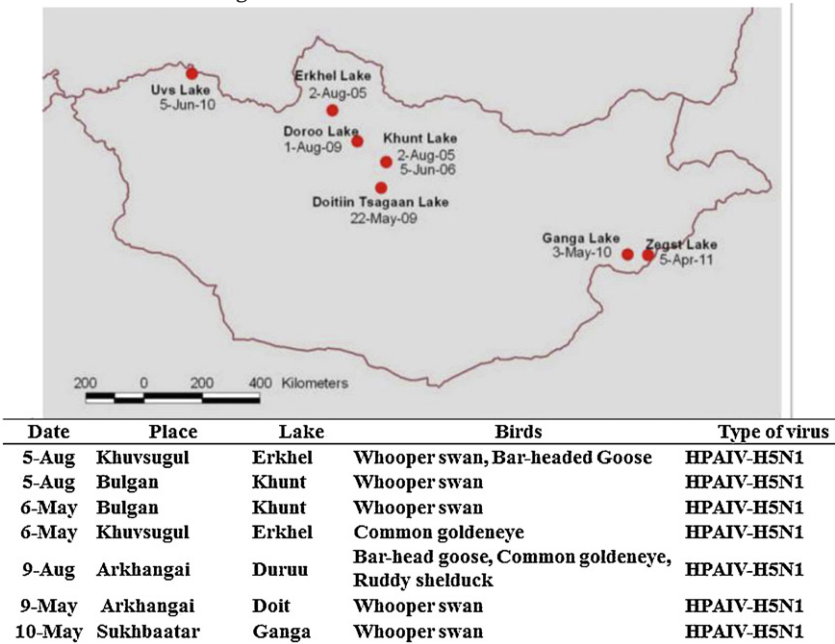 Erkhel Lake
2-Aug-05
Uvs Lake
5-Jun-10
Doroo Lake
1-Aug-09
Khunt Lake
2-Aug-05
5-Jun-06
Doitiin Tsagaan Lake
22-May-09
Ganga Lake
3-May-10
Zegst Lake
5-Apr-11
200 0 200 400 Kilometers
Date Place Lake Birds Type of virus
5-Aug Khuvsugul Erkhel Whooper swan, Bar-headed Goose HPAIV-H5N1
5-Aug Bulgan Khunt Whooper swan HPAIV-H5N1
6-May Bulgan Khunt Whooper swan HPAIV-H5N1
6-May Khuvsugul Erkhel Common goldeneye HPAIV-H5N1
9-Aug Arkhangai Duruu Bar-head goose, Common goldeneye, HPAIV-H5N1
Ruddy shelduck
9-May Arkhangai Doit Whooper swan HPAIV-H5N1
10-May Sukhbaatar Ganga Whooper swan HPAIV-H5N1